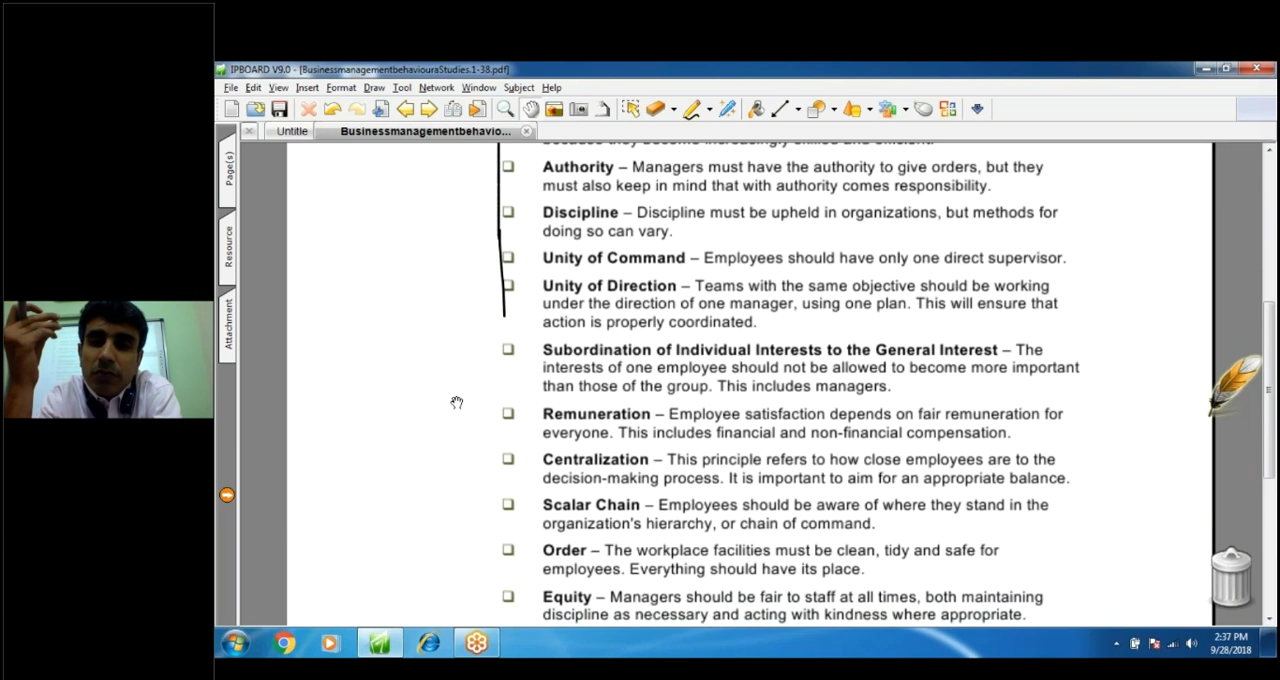 IPBOARD V9.0 - [BusinessmanagementbehaviouraStudies.1-38.pdf]
File Edit View Insert Format Draw Tool Network Window Subject Help
Untitle Businessmanagementbehavio...
Page(s)
Resource
Attachment
because they become increasingly skilled and efficient.
Authority – Managers must have the authority to give orders, but they
must also keep in mind that with authority comes responsibility.
Discipline – Discipline must be upheld in organizations, but methods for
doing so can vary.
Unity of Command – Employees should have only one direct supervisor.
Unity of Direction – Teams with the same objective should be working
under the direction of one manager, using one plan. This will ensure that
action is properly coordinated.
Subordination of Individual Interests to the General Interest – The
interests of one employee should not be allowed to become more important
than those of the group. This includes managers.
Remuneration – Employee satisfaction depends on fair remuneration for
everyone. This includes financial and non-financial compensation.
Centralization – This principle refers to how close employees are to the
decision-making process. It is important to aim for an appropriate balance.
Scalar Chain – Employees should be aware of where they stand in the
organization's hierarchy, or chain of command.
Order – The workplace facilities must be clean, tidy and safe for
employees. Everything should have its place.
Equity – Managers should be fair to staff at all times, both maintaining
discipline as necessary and acting with kindness where appropriate.
2:37 PM
9/28/2018